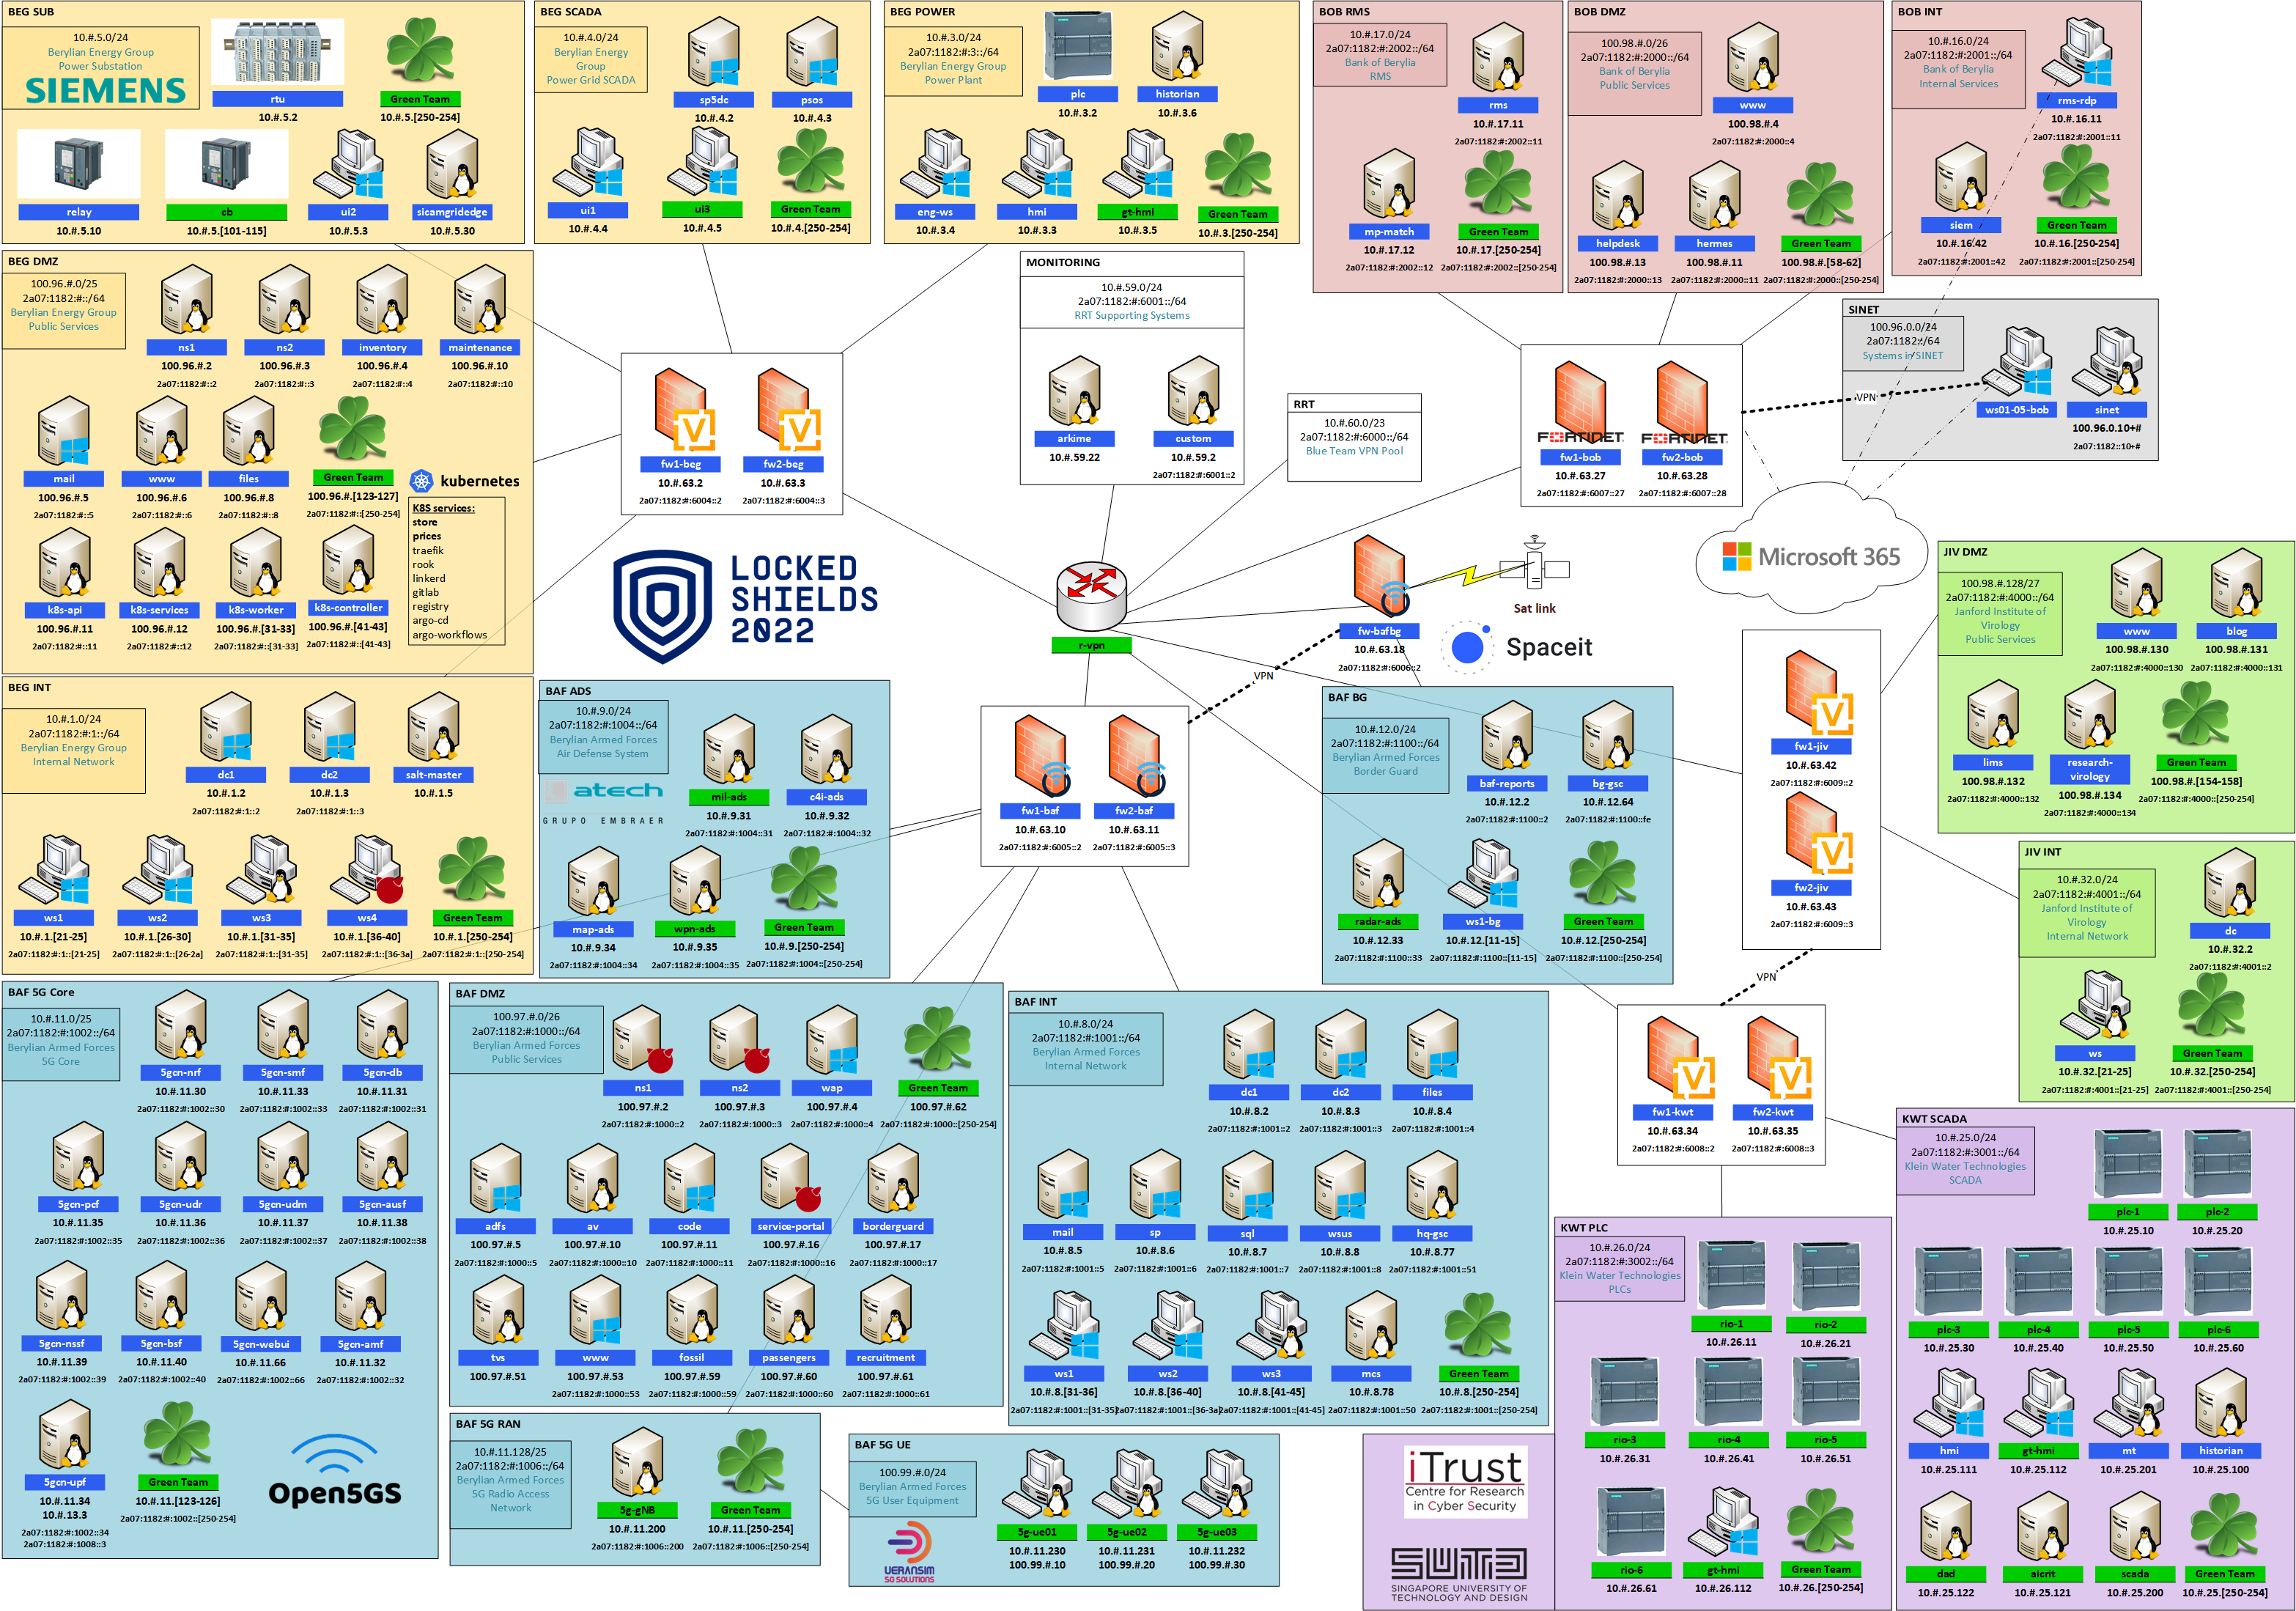 BEG SUB
10.#.5.0/24
Berylian Energy Group
Power Substation
SIEMENS
rtu
10.#.5.2
Green Team
10.#.5.[250-254]
relay
10.#.5.10
cb
10.#.5.[101-115]
ui2
10.#.5.3
sicamgridedge
10.#.5.30
BEG SCADA
10.#.4.0/24
Berylian Energy
Group
Power Grid SCADA
sp5dc
10.#.4.2
psos
10.#.4.3
ui1
10.#.4.4
ui3
10.#.4.5
Green Team
10.#.4.[250-254]
BEG POWER
10.#.3.0/24
2a07:1182:#:3::/64
Berylian Energy Group
Power Plant
plc
10.#.3.2
historian
10.#.3.6
eng-ws
10.#.3.4
hmi
10.#.3.3
gt-hmi
10.#.3.5
Green Team
10.#.3.[250-254]
BOB RMS
10.#.17.0/24
2a07:1182:#:2002::/64
Bank of Berylia
RMS
rms
10.#.17.11
2a07:1182:#:2002::11
mp-match
10.#.17.12
2a07:1182:#:2002::12
Green Team
10.#.17.[250-254]
2a07:1182:#:2002::[250-254]
BOB DMZ
100.98.#.0/26
2a07:1182:#:2000::/64
Bank of Berylia
Public Services
www
100.98.#.4
2a07:1182:#:2000::4
helpdesk
100.98.#.13
2a07:1182:#:2000::13
hermes
100.98.#.11
2a07:1182:#:2000::11
Green Team
100.98.#.[58-62]
2a07:1182:#:2000::[250-254]
BOB INT
10.#.16.0/24
2a07:1182:#:2001::/64
Bank of Berylia
Internal Services
rms-rdp
10.#.16.11
2a07:1182:#:2001::11
siem
10.#.16.42
2a07:1182:#:2001::42
Green Team
10.#.16.[250-254]
2a07:1182:#:2001::[250-254]
BEG DMZ
100.96.#.0/25
2a07:1182:#::/64
Berylian Energy Group
Public Services
ns1
100.96.#.2
2a07:1182:#::2
ns2
100.96.#.3
2a07:1182:#::3
inventory
100.96.#.4
2a07:1182:#::4
maintenance
100.96.#.10
2a07:1182:#::10
mail
100.96.#.5
2a07:1182:#::5
www
100.96.#.6
2a07:1182:#::6
files
100.96.#.8
2a07:1182:#::8
Green Team
100.96.#.[123-127]
2a07:1182:#::[250-254]
kubernetes
K8S services:
store
prices
traefik
rook
linkerd
gitlab
registry
argo-cd
argo-workflows
k8s-api
100.96.#.11
2a07:1182:#::11
k8s-services
100.96.#.12
2a07:1182:#::12
k8s-worker
100.96.#.[31-33]
2a07:1182:#::[31-33]
k8s-controller
100.96.#.[41-43]
2a07:1182:#::[41-43]
fw1-beg
10.#.63.2
2a07:1182:#:6004::2
fw2-beg
10.#.63.3
2a07:1182:#:6004::3
MONITORING
10.#.59.0/24
2a07:1182:#:6001::/64
RRT Supporting Systems
arkime
10.#.59.22
custom
10.#.59.2
2a07:1182:#:6001::2
RRT
10.#.60.0/23
2a07:1182:#:6000::/64
Blue Team VPN Pool
FORTINET
fw1-bob
10.#.63.27
2a07:1182:#:6007::27
FORTINET
fw2-bob
10.#.63.28
2a07:1182:#:6007::28
VPN
SINET
100.96.0.0/24
2a07:1182::/64
Systems in SINET
ws01-05-bob
sinet
100.96.0.10+#
2a07:1182::10+#
Microsoft 365
LOCKED
SHIELDS
2022
r-vpn
fw-bafbg
10.#.63.18
2a07:1182:#:6006::2
Sat link
Spaceit
VPN
JIV DMZ
100.98.#.128/27
2a07:1182:#:4000::/64
Janford Institute of
Virology
Public Services
www
100.98.#.130
2a07:1182:#:4000::130
blog
100.98.#.131
2a07:1182:#:4000::131
lims
100.98.#.132
2a07:1182:#:4000::132
research-
virology
100.98.#.134
2a07:1182:#:4000::134
Green Team
100.98.#.[154-158]
2a07:1182:#:4000::[250-254]
BEG INT
10.#.1.0/24
2a07:1182:#:1::/64
Berylian Energy Group
Internal Network
dc1
10.#.1.2
2a07:1182:#:1::2
dc2
10.#.1.3
2a07:1182:#:1::3
salt-master
10.#.1.5
ws1
10.#.1.[21-25]
2a07:1182:#:1::[21-25]
ws2
10.#.1.[26-30]
2a07:1182:#:1::[26-2a]
ws3
10.#.1.[31-35]
2a07:1182:#:1::[31-35]
ws4
10.#.1.[36-40]
2a07:1182:#:1::[36-3a]
Green Team
10.#.1.[250-254]
2a07:1182:#:1::[250-254]
BAF ADS
10.#.9.0/24
2a07:1182:#:1004::/64
Berylian Armed Forces
Air Defense System
atech
GRUPO EMBRAER
mil-ads
10.#.9.31
2a07:1182:#:1004::31
c4i-ads
10.#.9.32
2a07:1182:#:1004::32
map-ads
10.#.9.34
2a07:1182:#:1004::34
wpn-ads
10.#.9.35
2a07:1182:#:1004::35
Green Team
10.#.9.[250-254]
2a07:1182:#:1004::[250-254]
fw1-baf
10.#.63.10
2a07:1182:#:6005::2
fw2-baf
10.#.63.11
2a07:1182:#:6005::3
BAF BG
10.#.12.0/24
2a07:1182:#:1100::/64
Berylian Armed Forces
Border Guard
baf-reports
10.#.12.2
2a07:1182:#:1100::2
bg-gsc
10.#.12.64
2a07:1182:#:1100::fe
radar-ads
10.#.12.33
2a07:1182:#:1100::33
ws1-bg
10.#.12.[11-15]
2a07:1182:#:1100::[11-15]
Green Team
10.#.12.[250-254]
2a07:1182:#:1100::[250-254]
fw1-jiv
10.#.63.42
2a07:1182:#:6009::2
fw2-jiv
10.#.63.43
2a07:1182:#:6009::3
VPN
JIV INT
10.#.32.0/24
2a07:1182:#:4001::/64
Janford Institute of
Virology
Internal Network
dc
10.#.32.2
2a07:1182:#:4001::2
ws
10.#.32.[21-25]
2a07:1182:#:4001::[21-25]
Green Team
10.#.32.[250-254]
2a07:1182:#:4001::[250-254]
BAF 5G Core
10.#.11.0/25
2a07:1182:#:1002::/64
Berylian Armed Forces
5G Core
5gcn-nrf
10.#.11.30
2a07:1182:#:1002::30
5gcn-smf
10.#.11.33
2a07:1182:#:1002::33
5gcn-db
10.#.11.31
2a07:1182:#:1002::31
5gcn-pcf
10.#.11.35
2a07:1182:#:1002::35
5gcn-udr
10.#.11.36
2a07:1182:#:1002::36
5gcn-udm
10.#.11.37
2a07:1182:#:1002::37
5gcn-ausf
10.#.11.38
2a07:1182:#:1002::38
5gcn-nssf
10.#.11.39
2a07:1182:#:1002::39
5gcn-bsf
10.#.11.40
2a07:1182:#:1002::40
5gcn-webui
10.#.11.66
2a07:1182:#:1002::66
5gcn-amf
10.#.11.32
2a07:1182:#:1002::32
5gcn-upf
10.#.11.34
10.#.13.3
2a07:1182:#:1002::34
2a07:1182:#:1008::3
Green Team
10.#.11.[123-126]
2a07:1182:#:1002::[250-254]
Open5GS
BAF DMZ
100.97.#.0/26
2a07:1182:#:1000::/64
Berylian Armed Forces
Public Services
ns1
100.97.#.2
2a07:1182:#:1000::2
ns2
100.97.#.3
2a07:1182:#:1000::3
wap
100.97.#.4
2a07:1182:#:1000::4
Green Team
100.97.#.62
2a07:1182:#:1000::[250-254]
adfs
100.97.#.5
2a07:1182:#:1000::5
av
100.97.#.10
2a07:1182:#:1000::10
code
100.97.#.11
2a07:1182:#:1000::11
service-portal
100.97.#.16
2a07:1182:#:1000::16
borderguard
100.97.#.17
2a07:1182:#:1000::17
tvs
100.97.#.51
www
100.97.#.53
2a07:1182:#:1000::53
fossil
100.97.#.59
2a07:1182:#:1000::59
passengers
100.97.#.60
2a07:1182:#:1000::60
recruitment
100.97.#.61
2a07:1182:#:1000::61
BAF INT
10.#.8.0/24
2a07:1182:#:1001::/64
Berylian Armed Forces
Internal Network
dc1
10.#.8.2
2a07:1182:#:1001::2
dc2
10.#.8.3
2a07:1182:#:1001::3
files
10.#.8.4
2a07:1182:#:1001::4
mail
10.#.8.5
2a07:1182:#:1001::5
sp
10.#.8.6
2a07:1182:#:1001::6
sql
10.#.8.7
2a07:1182:#:1001::7
wsus
10.#.8.8
2a07:1182:#:1001::8
hq-gsc
10.#.8.77
2a07:1182:#:1001::51
ws1
10.#.8.[31-36]
2a07:1182:#:1001::[31-35]
ws2
10.#.8.[36-40]
2a07:1182:#:1001::[36-3a]
ws3
10.#.8.[41-45]
2a07:1182:#:1001::[41-45]
mcs
10.#.8.78
2a07:1182:#:1001::50
Green Team
10.#.8.[250-254]
2a07:1182:#:1001::[250-254]
fw1-kwt
10.#.63.34
2a07:1182:#:6008::2
fw2-kwt
10.#.63.35
2a07:1182:#:6008::3
KWT SCADA
10.#.25.0/24
2a07:1182:#:3001::/64
Klein Water Technologies
SCADA
plc-1
10.#.25.10
plc-2
10.#.25.20
plc-3
10.#.25.30
plc-4
10.#.25.40
plc-5
10.#.25.50
plc-6
10.#.25.60
hmi
10.#.25.111
gt-hmi
10.#.25.112
mt
10.#.25.201
historian
10.#.25.100
dad
10.#.25.122
aicrit
10.#.25.121
scada
10.#.25.200
Green Team
10.#.25.[250-254]
KWT PLC
10.#.26.0/24
2a07:1182:#:3002::/64
Klein Water Technologies
PLCs
rio-1
10.#.26.11
rio-2
10.#.26.21
rio-3
10.#.26.31
rio-4
10.#.26.41
rio-5
10.#.26.51
rio-6
10.#.26.61
gt-hmi
10.#.26.112
Green Team
10.#.26.[250-254]
BAF 5G RAN
10.#.11.128/25
2a07:1182:#:1006::/64
Berylian Armed Forces
5G Radio Access
Network
5g-gNB
10.#.11.200
2a07:1182:#:1006::200
Green Team
10.#.11.[250-254]
2a07:1182:#:1006::[250-254]
BAF 5G UE
100.99.#.0/24
Berylian Armed Forces
5G User Equipment
UERANSIM
5G SOLUTIONS
5g-ue01
10.#.11.230
100.99.#.10
5g-ue02
10.#.11.231
100.99.#.20
5g-ue03
10.#.11.232
100.99.#.30
iTrust
Centre for Research
in Cyber Security
SUTD
SINGAPORE UNIVERSITY OF
TECHNOLOGY AND DESIGN